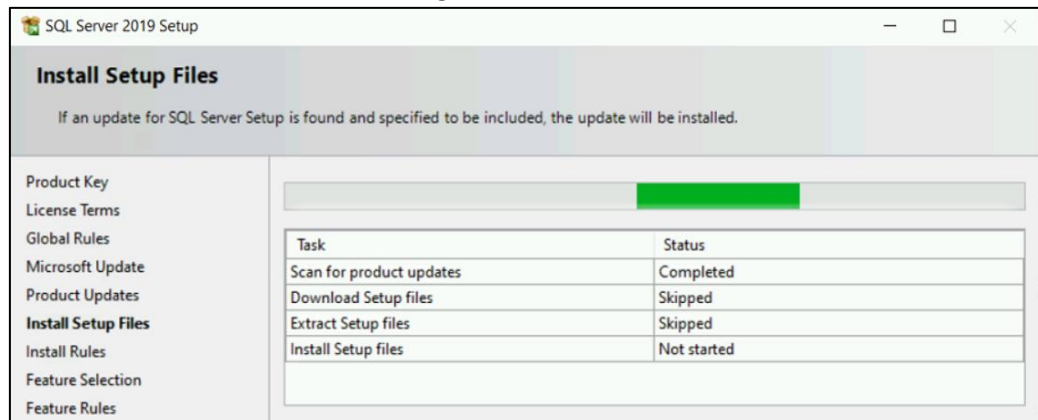 SQL Server 2019 Setup
Install Setup Files
If an update for SQL Server Setup is found and specified to be included, the update will be installed.
Product Key
License Terms
Global Rules
Microsoft Update
Product Updates
Install Setup Files
Install Rules
Feature Selection
Feature Rules
Task Status
Scan for product updates Completed
Download Setup files Skipped
Extract Setup files Skipped
Install Setup files Not started